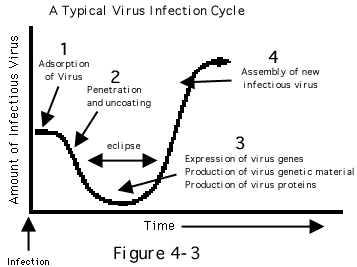 A Typical Virus Infection Cycle
Amount of Infectious Virus
1
Adsorption
of Virus
2
Penetration
and uncoating
4
Assembly of new
infectious virus
eclipse
3
Expression of virus genes
Production of virus genetic material
Production of virus proteins
Time
Infection
Figure 4-3